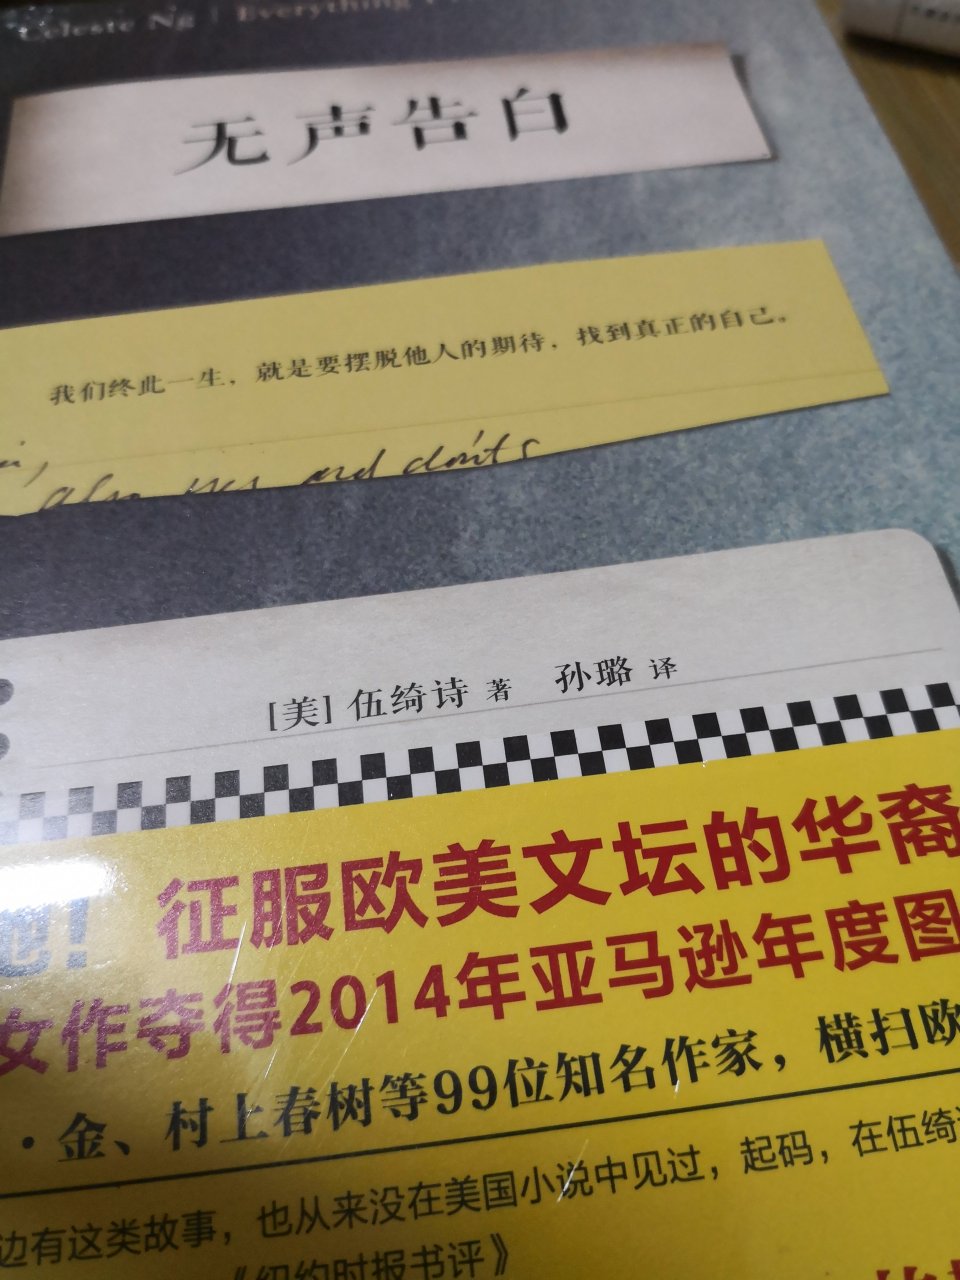 Celeste Ng | Everything
无声告白
我们终此一生，就是要摆脱他人的期待，找到真正的自己。
and don'ts
[美] 伍绮诗 著 孙璐 译
! 征服欧美文坛的华裔
女作夺得2014年亚马逊年度图
·金、村上春树等99位知名作家，横扫欧
边有这类故事，也从来没在美国小说中见过，起码，在伍绮
《纽约时报书评》